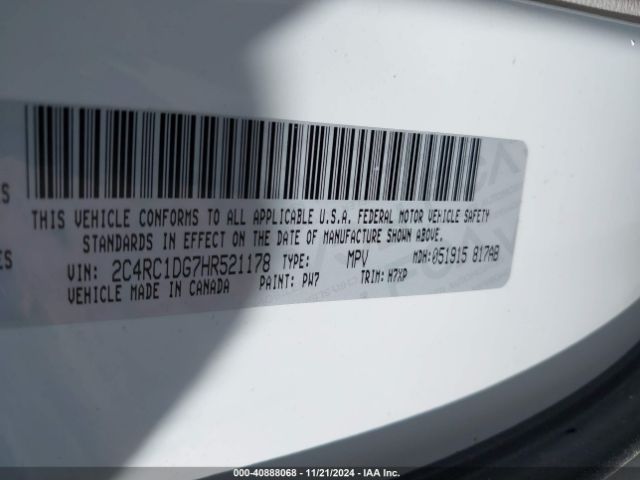 ES
THIS VEHICLE CONFORMS TO ALL APPLICABLE U.S.A. FEDERAL MOTOR VEHICLE SAFETY
STANDARDS IN EFFECT ON THE DATE OF MANUFACTURE SHOWN ABOVE.
ES
VIN: 2C4RC1DG7HR521178 TYPE: MPV MDH:051915 817AB
VEHICLE MADE IN CANADA PAINT: PW7 TRIM: H7XP
000-40888068 - 11/21/2024 - IAA Inc.